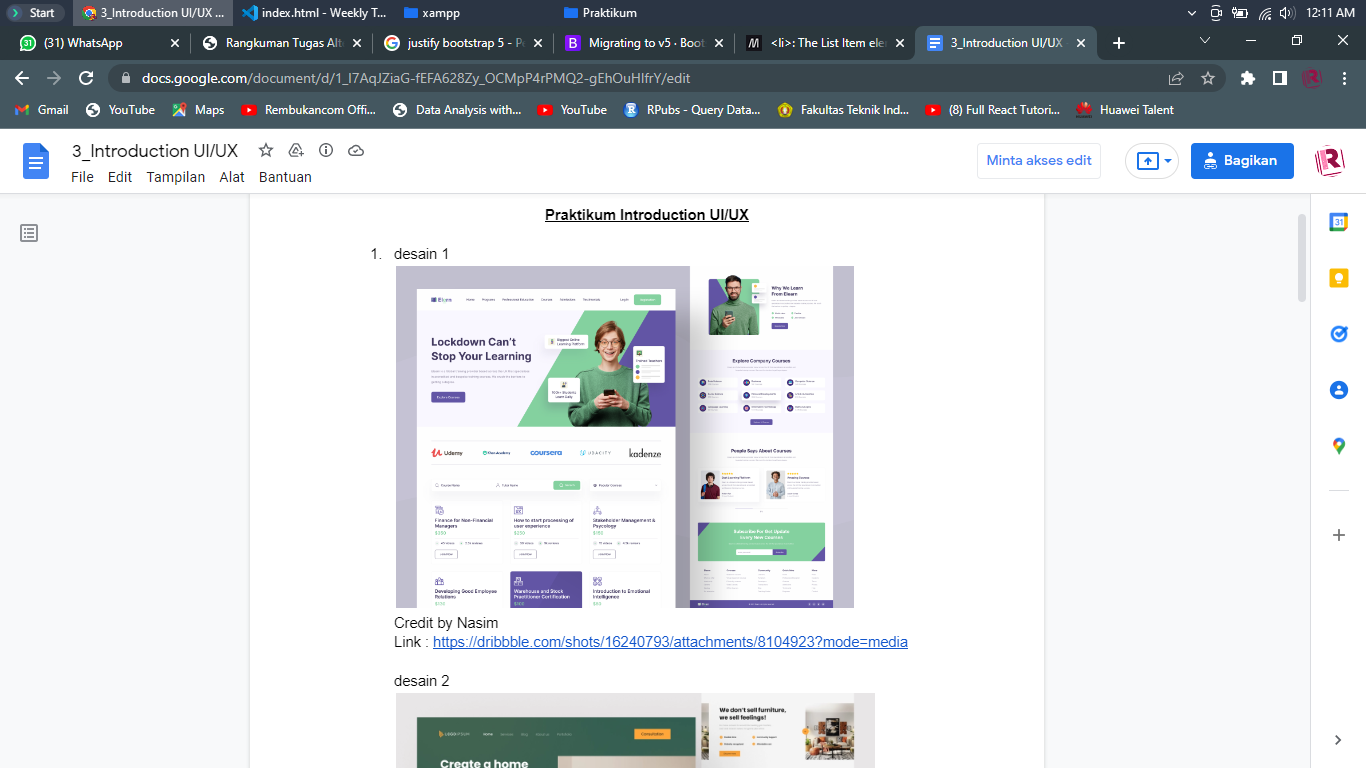 Start
3_Introduction UI/UX ...
index.html - Weekly T...
xampp
Praktikum
12:11 AM
(31) WhatsApp
Rangkuman Tugas Alt
justify bootstrap 5 - P
Migrating to v5 · Boot
<li>: The List Item ele
3_Introduction UI/UX
docs.google.com/document/d/1_I7AqJZiaG-fEFA628Zy_OCMpP4rPMQ2-gEhOuHIfrY/edit
Gmail
YouTube
Maps
Rembukancom Offi...
Data Analysis with...
YouTube
RPubs - Query Data...
Fakultas Teknik Ind...
(8) Full React Tutori...
Huawei Talent
3_Introduction UI/UX
Minta akses edit
Bagikan
File Edit Tampilan Alat Bantuan
Praktikum Introduction UI/UX
1. desain 1
Lockdown Can't
Stop Your Learning
Why We Learn
From Elearn
Explore Company Courses
Udemy
coursera
UDACITY
kadenze
People Says About Courses
Finance for Non-Financial
Managers
How to start processing of
user experience
Stakeholder Management &
Psycology
Subscribe For Get Update
Every New Courses
Developing Good Employee
Relations
Warehouse and Stock
Practitioner Certification
Introduction to Emotional
Intelligence
Credit by Nasim
Link : https://dribbble.com/shots/16240793/attachments/8104923?mode=media
desain 2
We don't sell furniture,
we sell feelings!
Create a home